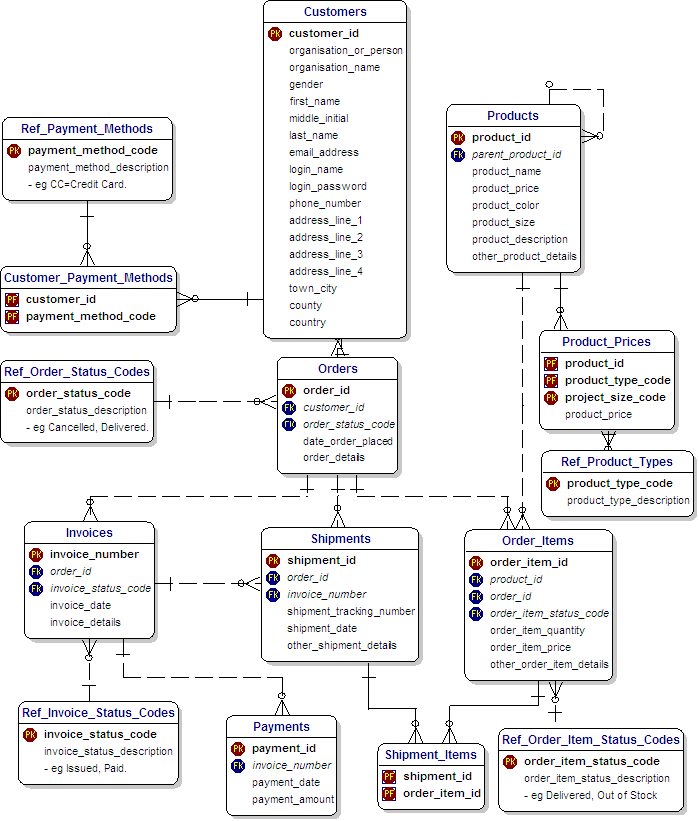 Customers
PK customer_id
organisation_or_person
organisation_name
gender
first_name
middle_initial
last_name
email_address
login_name
login_password
phone_number
address_line_1
address_line_2
address_line_3
address_line_4
town_city
county
country
Ref_Payment_Methods
PK payment_method_code
payment_method_description
- eg CC=Credit Card.
Customer_Payment_Methods
PF customer_id
PF payment_method_code
Products
PK product_id
FK parent_product_id
product_name
product_price
product_color
product_size
product_description
other_product_details
Product_Prices
PF product_id
PF product_type_code
PK project_size_code
product_price
Ref_Product_Types
PK product_type_code
product_type_description
Ref_Order_Status_Codes
PK order_status_code
order_status_description
- eg Cancelled, Delivered.
Orders
PK order_id
FK customer_id
FK order_status_code
date_order_placed
order_details
Invoices
PK invoice_number
FK order_id
FK invoice_status_code
invoice_date
invoice_details
Shipments
PK shipment_id
FK order_id
FK invoice_number
shipment_tracking_number
shipment_date
other_shipment_details
Order_Items
PK order_item_id
FK product_id
FK order_id
FK order_item_status_code
order_item_quantity
order_item_price
other_order_item_details
Ref_Invoice_Status_Codes
PK invoice_status_code
invoice_status_description
- eg Issued, Paid.
Payments
PK payment_id
FK invoice_number
payment_date
payment_amount
Shipment_Items
PF shipment_id
PF order_item_id
Ref_Order_Item_Status_Codes
PK order_item_status_code
order_item_status_description
- eg Delivered, Out of Stock